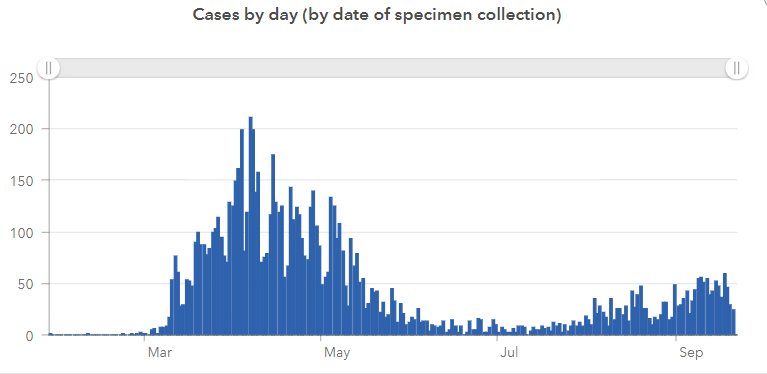 Cases by day (by date of specimen collection)
250
200
150
100
50
0
Mar
May
Jul
Sep